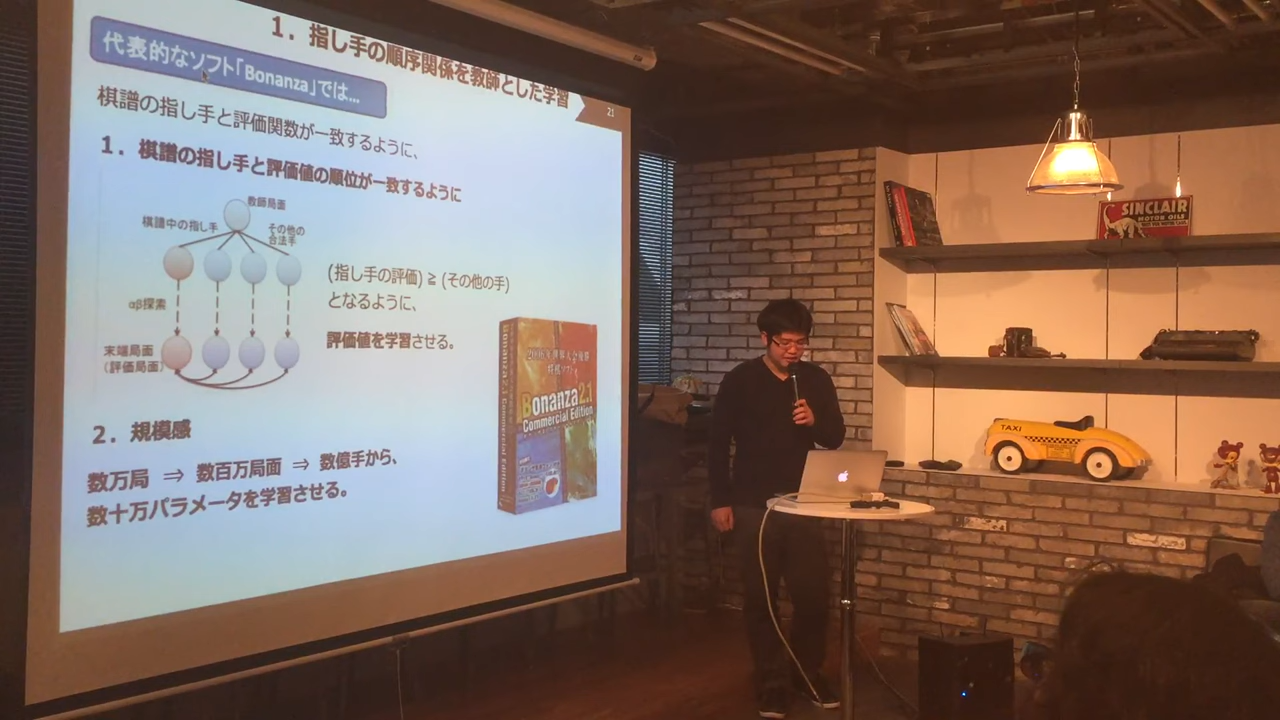 1. 指し手の順序関係を教師とした学習
21
代表的なソフト「Bonanza」では...
棋譜の指し手と評価関数が一致するように、
1. 棋譜の指し手と評価値の順位が一致するように
教師局面
棋譜中の指し手
その他の
合法手
αβ探索
末端局面
(評価局面)
(指し手の評価) ≧ (その他の手)
となるように、
評価値を学習させる。
2. 規模感
数万局 ⇒ 数百万局面 ⇒ 数億手から、
数十万パラメータを学習させる。
Bonanza2.1
Commercial Edition
Bonanza2.1 Commercial Edition
SINCLAIR
MOTOR OILS
TAXI